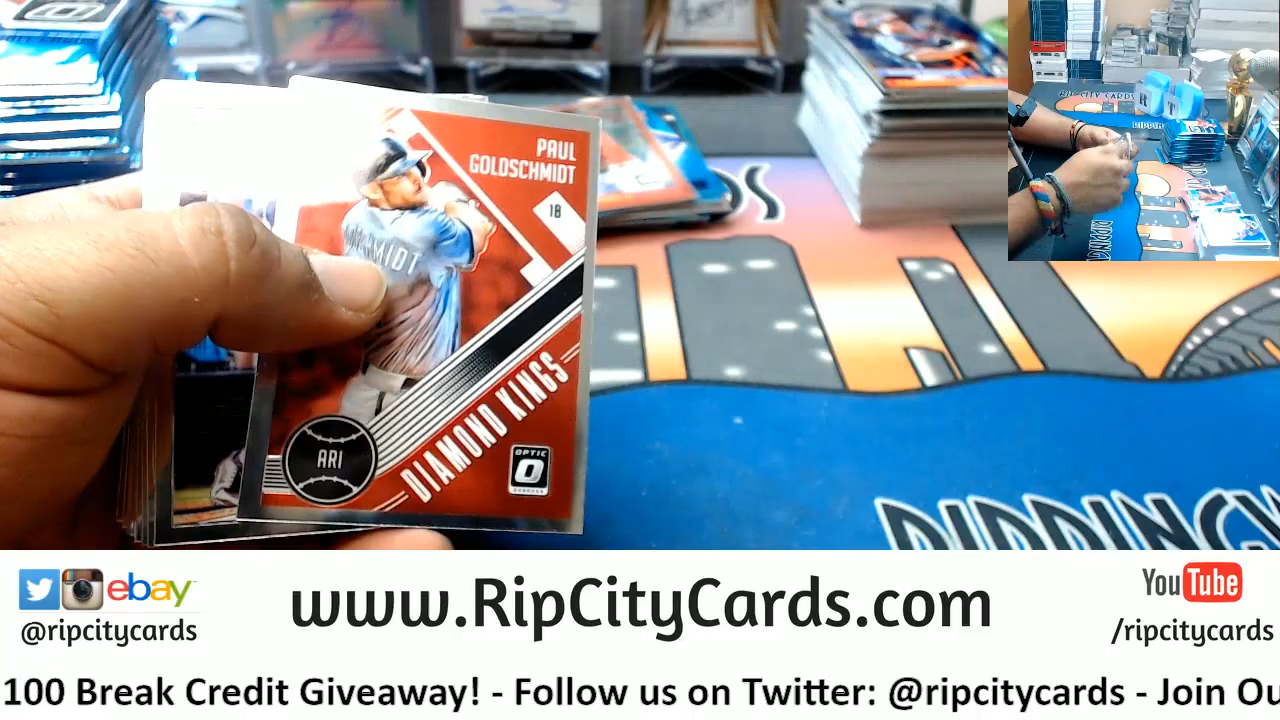 PAUL
GOLDSCHMIDT
18
DIAMOND KINGS
ARI
OPTIC
RIP CITY CARDS
R
T
ebay
@ripcitycards
www.RipCityCards.com
YouTube
/ripcitycards
100 Break Credit Giveaway! - Follow us on Twitter: @ripcitycards - Join Ou